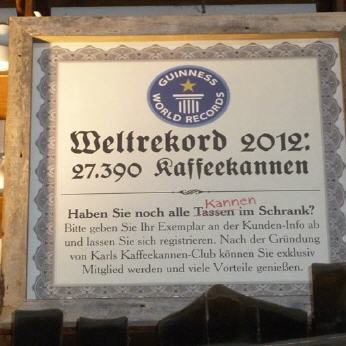 GUINNESS
WORLD RECORDS
Weltrekord 2012:
27.390 Kaffeekannen
Kannen
Haben Sie noch alle Tassen im Schrank?
Bitte geben Sie Ihr Exemplar an der Kunden-Info ab
und lassen Sie sich registrieren. Nach der Gründung
von Karls Kaffeekannen-Club können Sie exklusiv
Mitglied werden und viele Vorteile genießen.